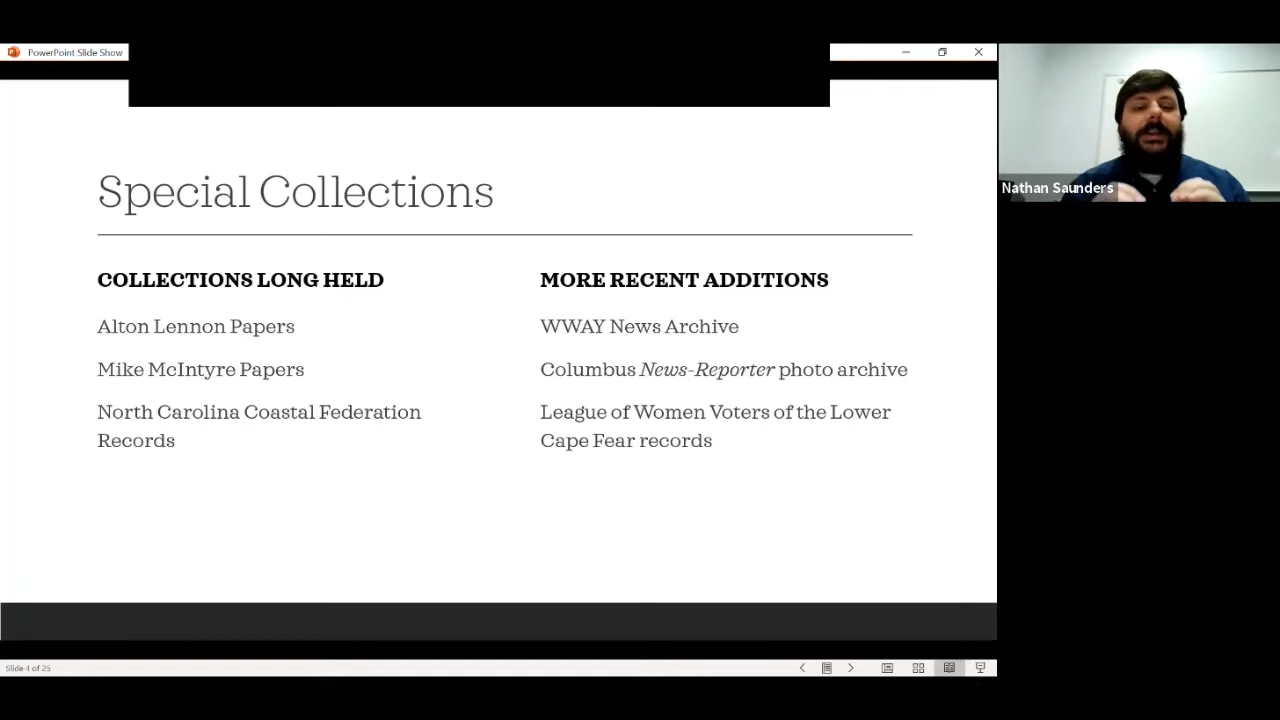 PowerPoint Slide Show
Special Collections
COLLECTIONS LONG HELD
Alton Lennon Papers
Mike McIntyre Papers
North Carolina Coastal Federation
Records
MORE RECENT ADDITIONS
WWAY News Archive
Columbus News-Reporter photo archive
League of Women Voters of the Lower
Cape Fear records
Nathan Saunders
Slide 4 of 25